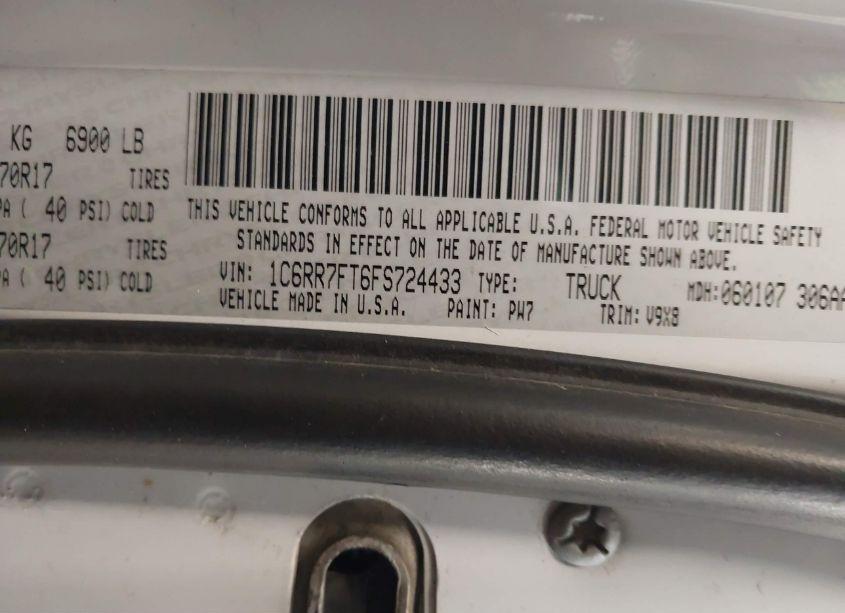 KG 6900 LB
70R17 TIRES
PA ( 40 PSI) COLD
70R17 TIRES
PA ( 40 PSI) COLD
THIS VEHICLE CONFORMS TO ALL APPLICABLE U.S.A. FEDERAL MOTOR VEHICLE SAFETY
STANDARDS IN EFFECT ON THE DATE OF MANUFACTURE SHOWN ABOVE.
VIN: 1C6RR7FT6FS724433 TYPE: TRUCK MDH: 060107 306AA
VEHICLE MADE IN U.S.A. PAINT: PW7 TRIM: V9X8